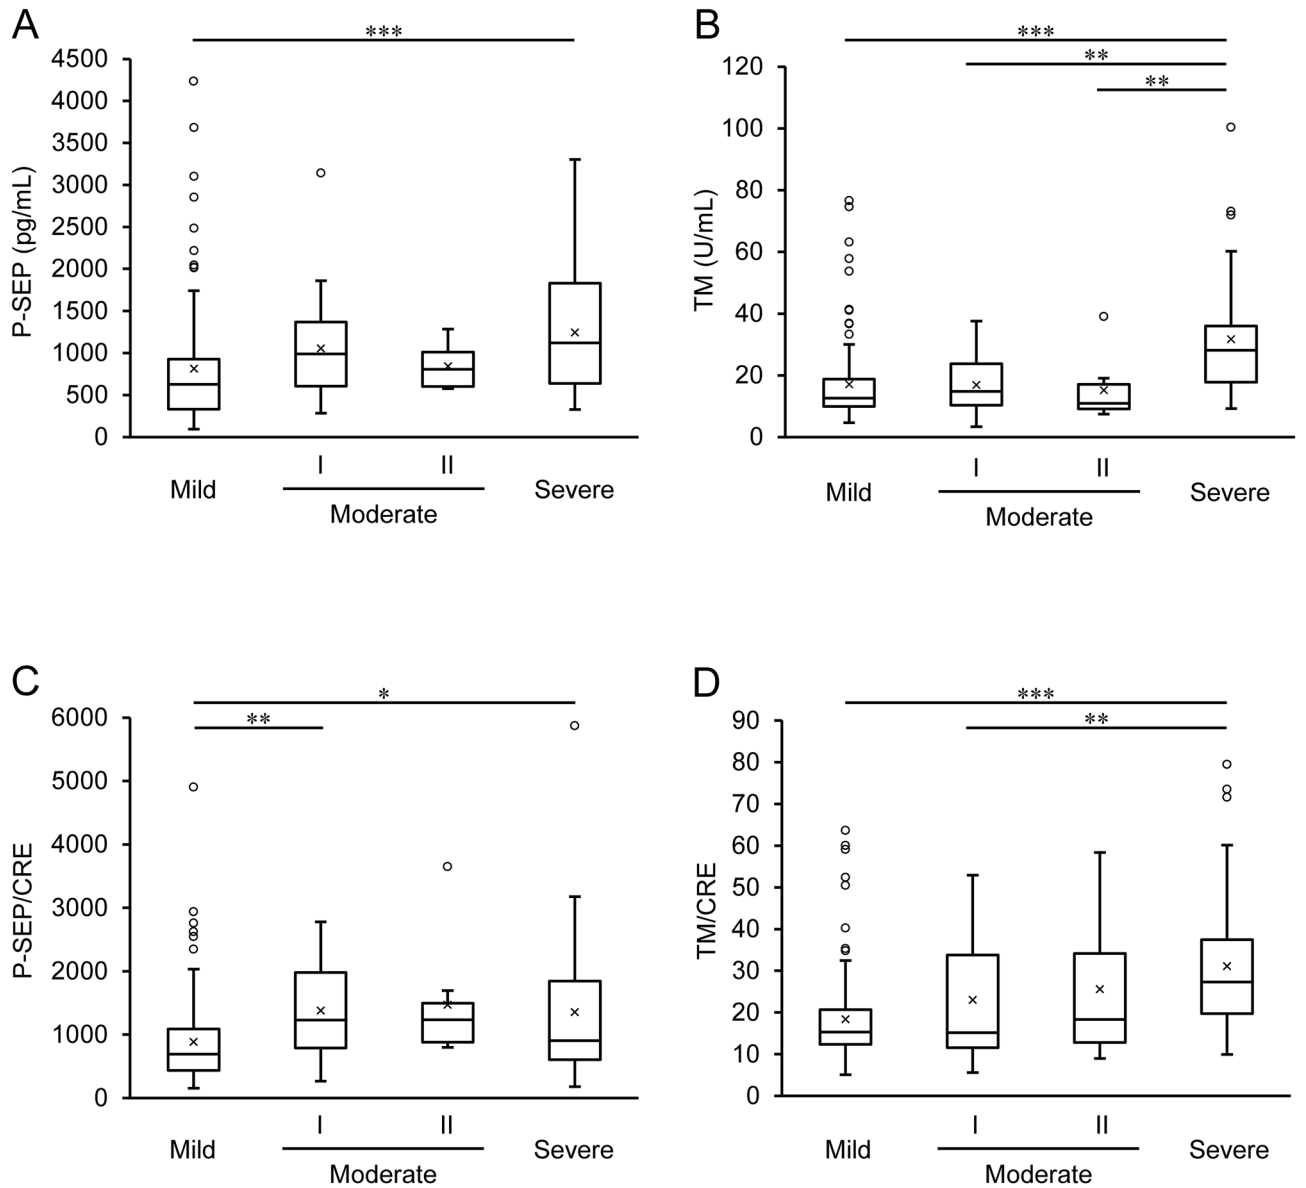 A
***
P-SEP (pg/mL)
4500
4000
3500
3000
2500
2000
1500
1000
500
0
I II
Mild Severe
Moderate
B
***
**
**
TM (U/mL)
120
100
80
60
40
20
0
I II
Mild Severe
Moderate
C
*
**
P-SEP/CRE
6000
5000
4000
3000
2000
1000
0
I II
Mild Severe
Moderate
D
***
**
TM/CRE
90
80
70
60
50
40
30
20
10
0
I II
Mild Severe
Moderate